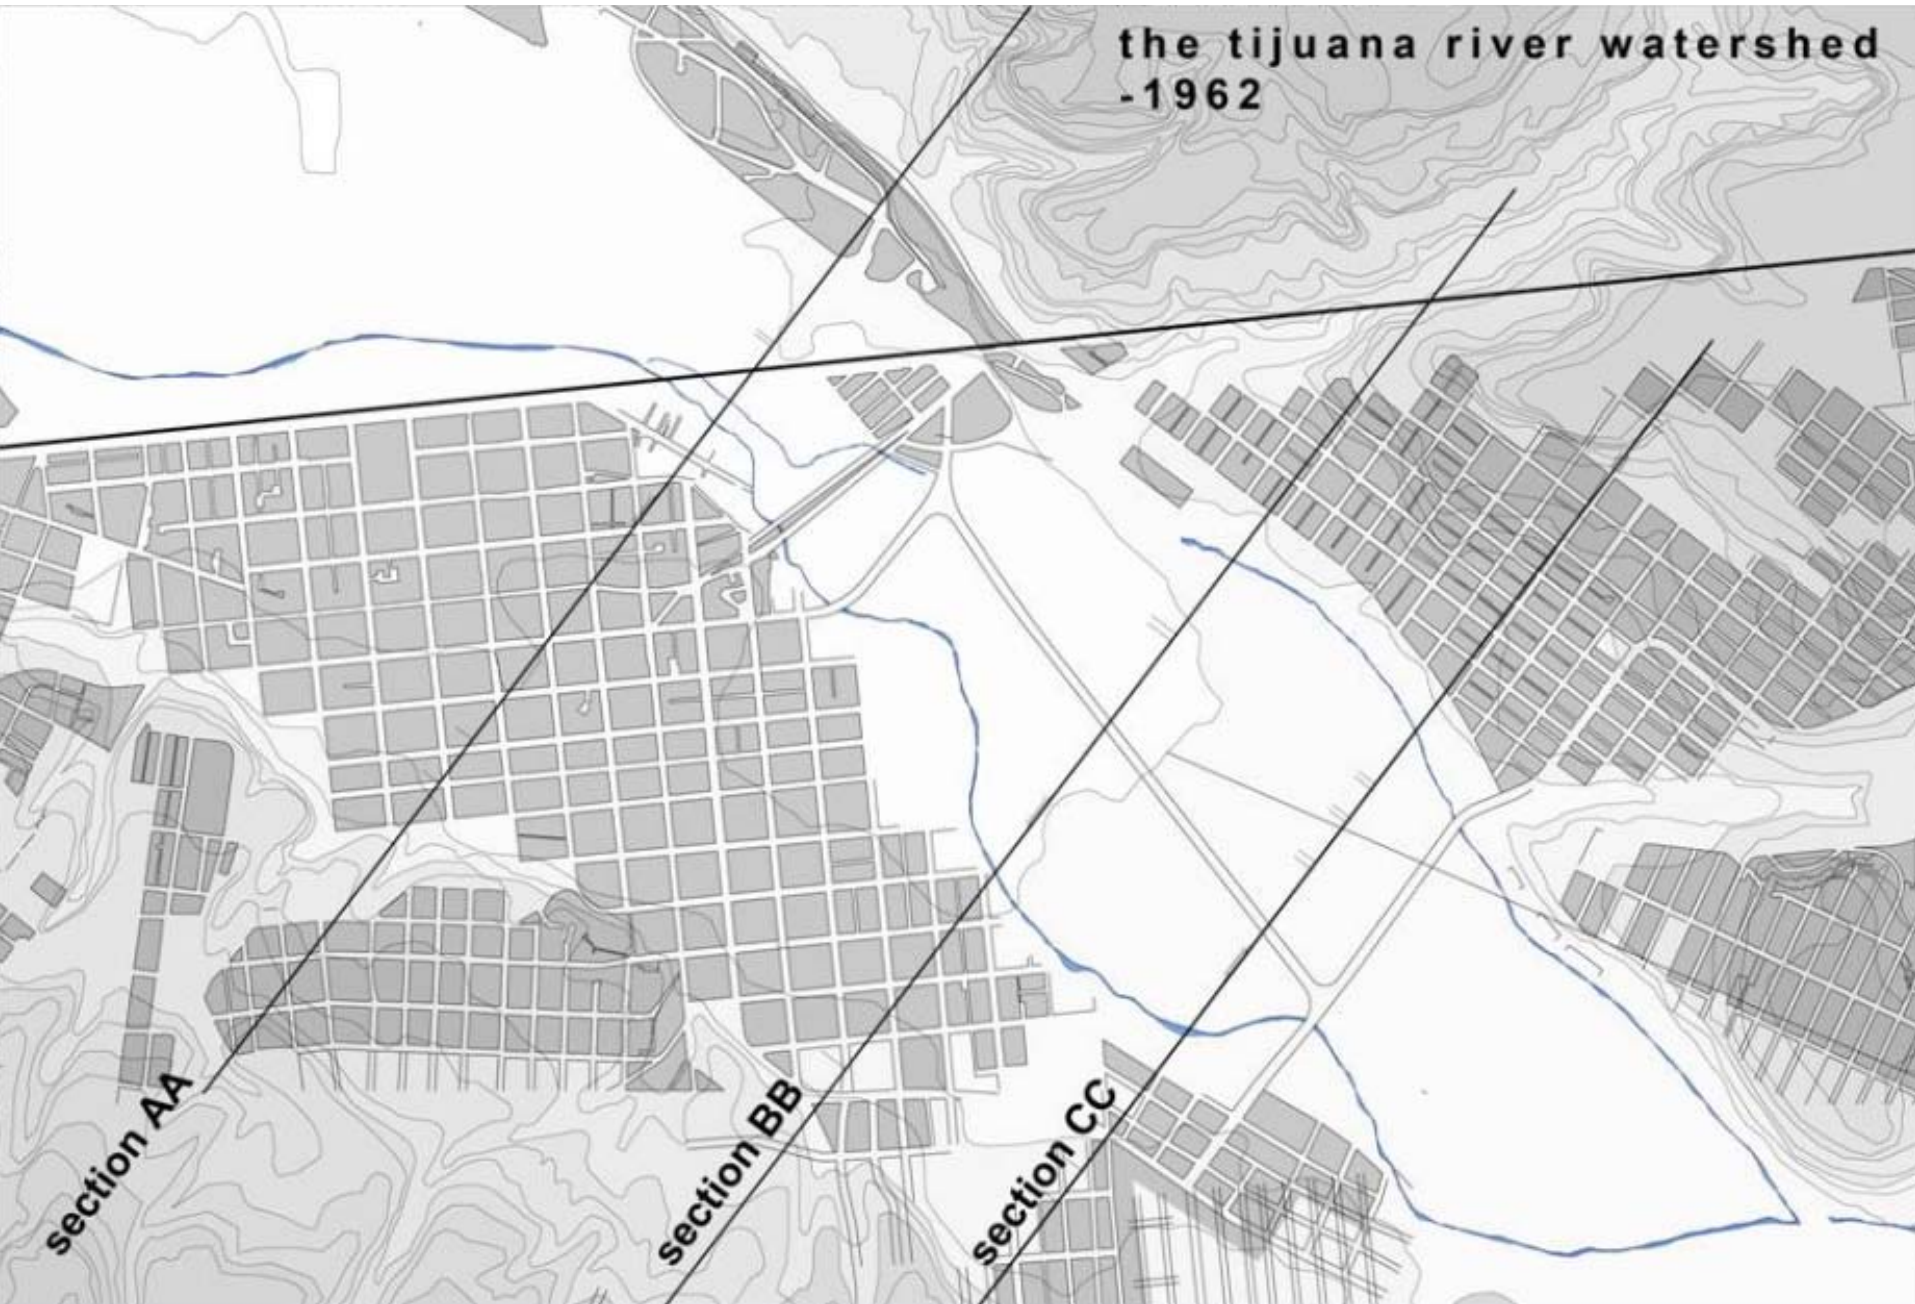 the tijuana river watershed
-1962
section AA
section BB
section CC